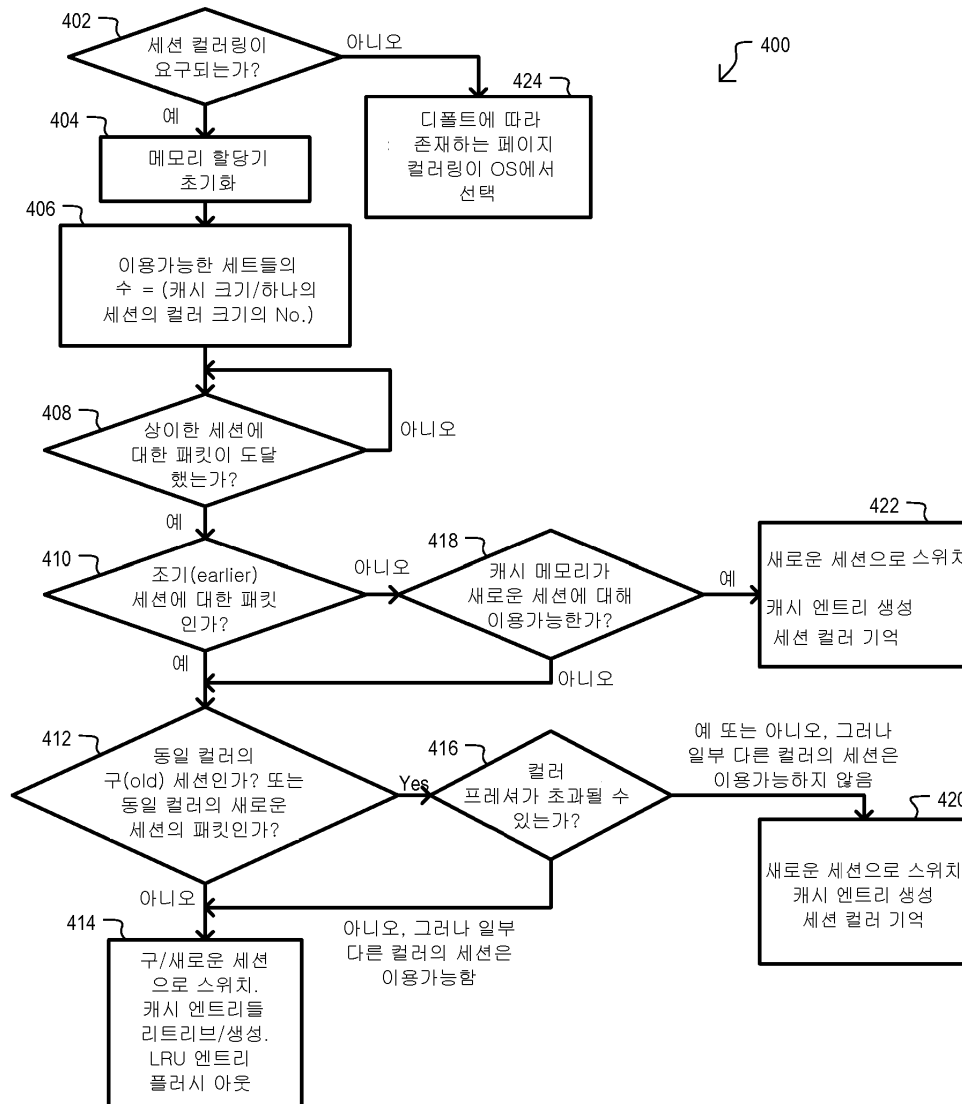 402
세션 컬러링이
요구되는가?
아니오
400
예
424
디폴트에 따라
존재하는 페이지
컬러링이 OS에서
선택
404
메모리 할당기
초기화
406
이용가능한 세트들의
수 = (캐시 크기/하나의
세션의 컬러 크기의 No.)
408
상이한 세션에
대한 패킷이 도달
했는가?
아니오
예
410
조기(earlier)
세션에 대한 패킷
인가?
아니오
예
418
캐시 메모리가
새로운 세션에 대해
이용가능한가?
예
아니오
422
새로운 세션으로 스위치
캐시 엔트리 생성
세션 컬러 기억
412
동일 컬러의
구(old) 세션인가? 또는
동일 컬러의 새로운
세션의 패킷인가?
Yes
아니오
416
컬러
프레셔가 초과될 수
있는가?
예 또는 아니오, 그러나
일부 다른 컬러의 세션은
이용가능하지 않음
420
새로운 세션으로 스위치
캐시 엔트리 생성
세션 컬러 기억
아니오, 그러나 일부
다른 컬러의 세션은
이용가능함
414
구/새로운 세션
으로 스위치.
캐시 엔트리들
리트리브/생성.
LRU 엔트리
플러시 아웃